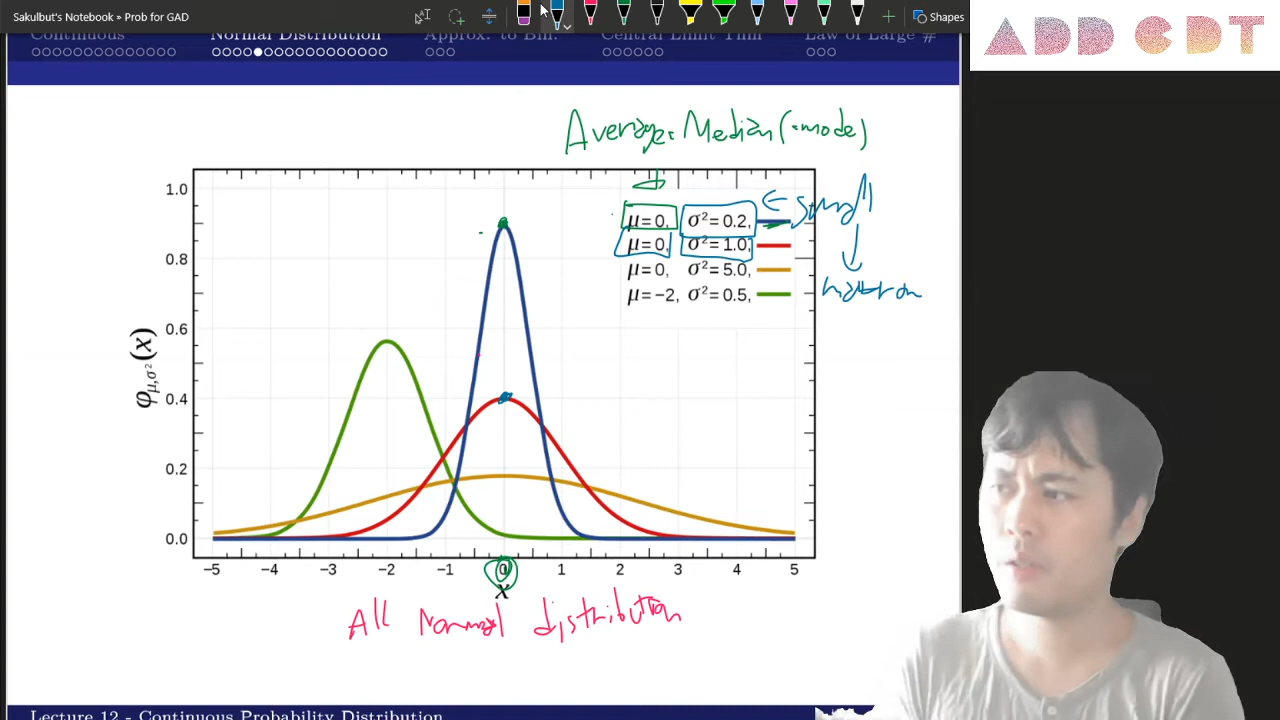 Sakulbut's Notebook » Prob for GAD
Shapes
ADD CDT
Continuous Normal Distribution Approx. to Bin. Central Limit Thm Law of Large #
Average = Median (=mode)
1.0
0.8
0.6
0.4
0.2
0.0
φμ,σ²(x)
μ=0, σ²=0.2,
μ=0, σ²=1.0,
μ=0, σ²=5.0,
μ=−2, σ²=0.5,
small
−5 −4 −3 −2 −1 0 1 2 3 4 5
x
All Normal distribution
Lecture 12 - Continuous Probability Distribution